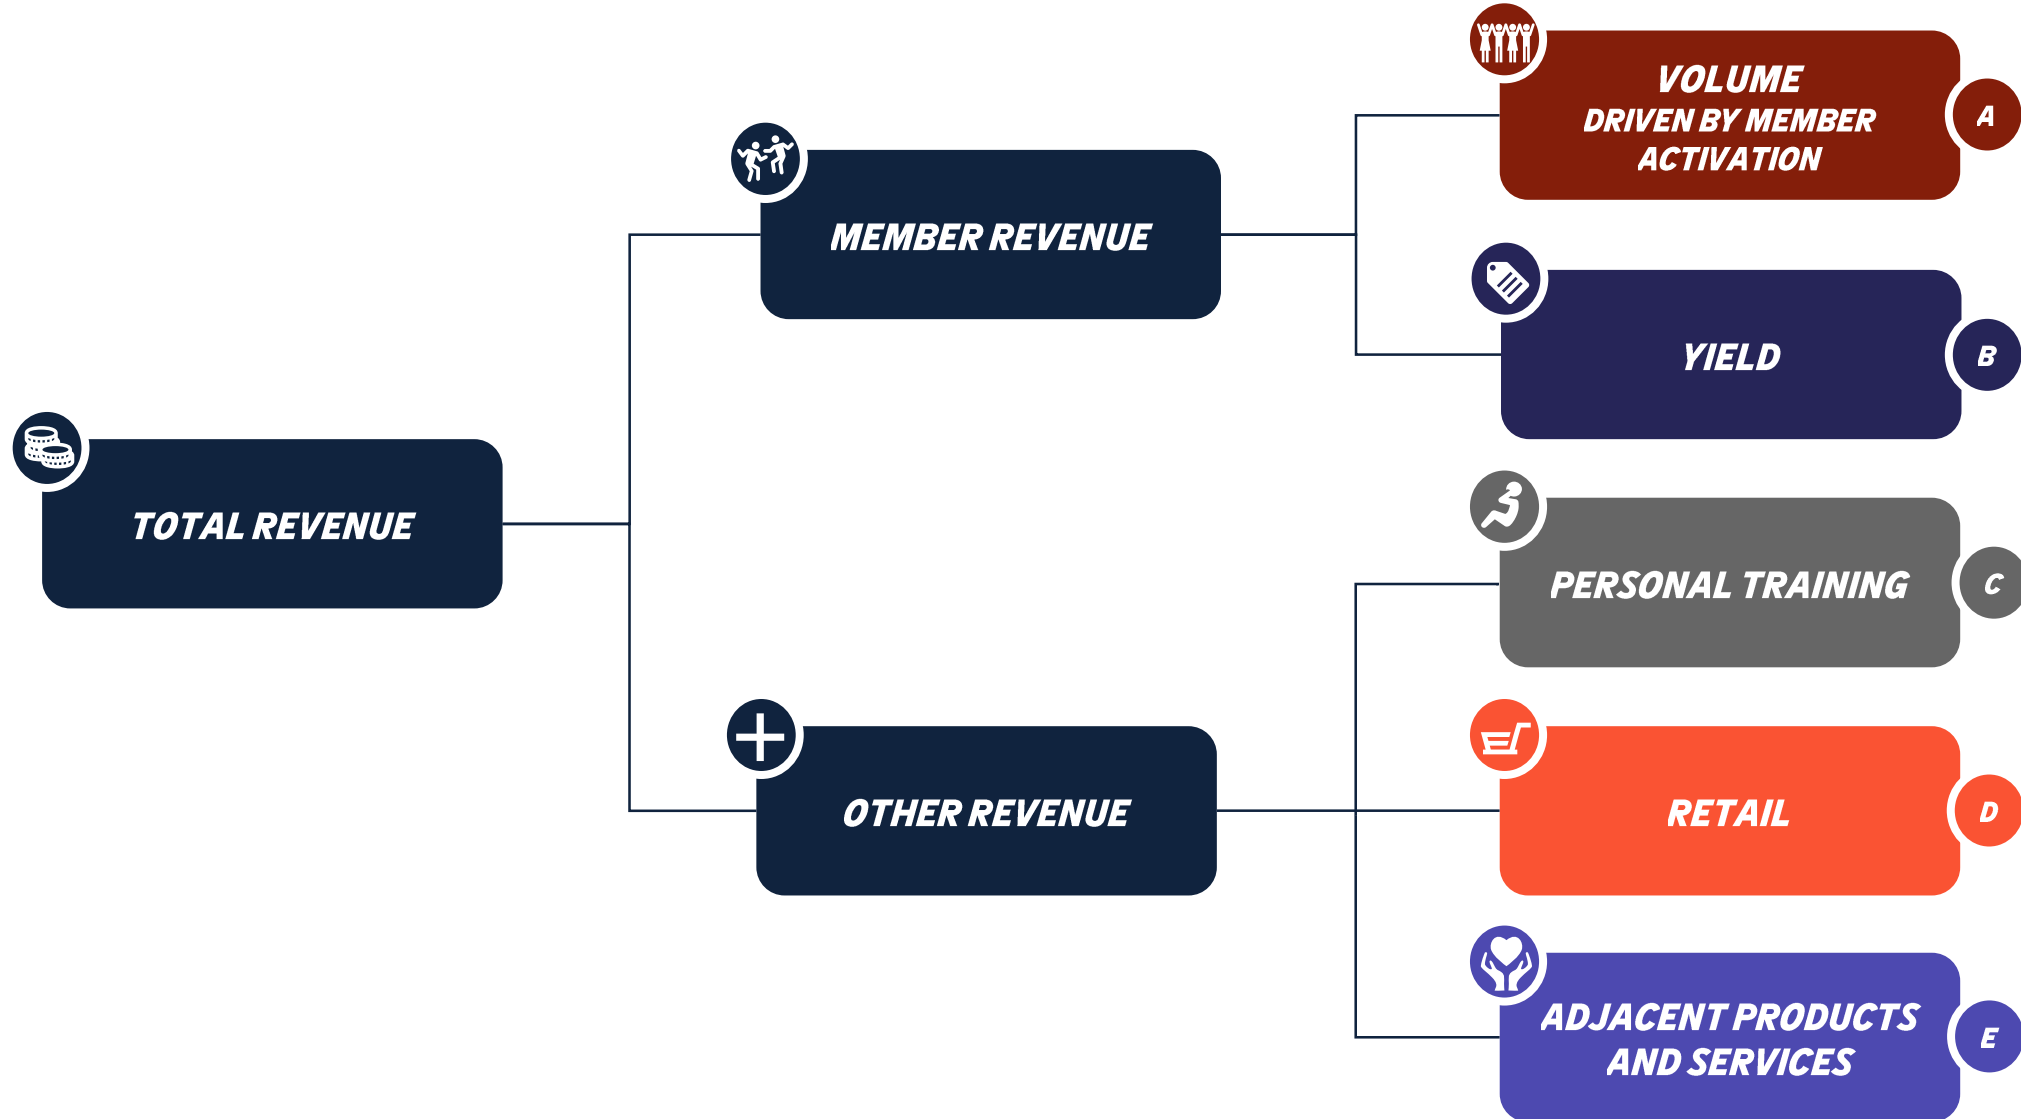 VOLUME
DRIVEN BY MEMBER
ACTIVATION
A
MEMBER REVENUE
YIELD
B
TOTAL REVENUE
PERSONAL TRAINING
C
OTHER REVENUE
RETAIL
D
ADJACENT PRODUCTS
AND SERVICES
E